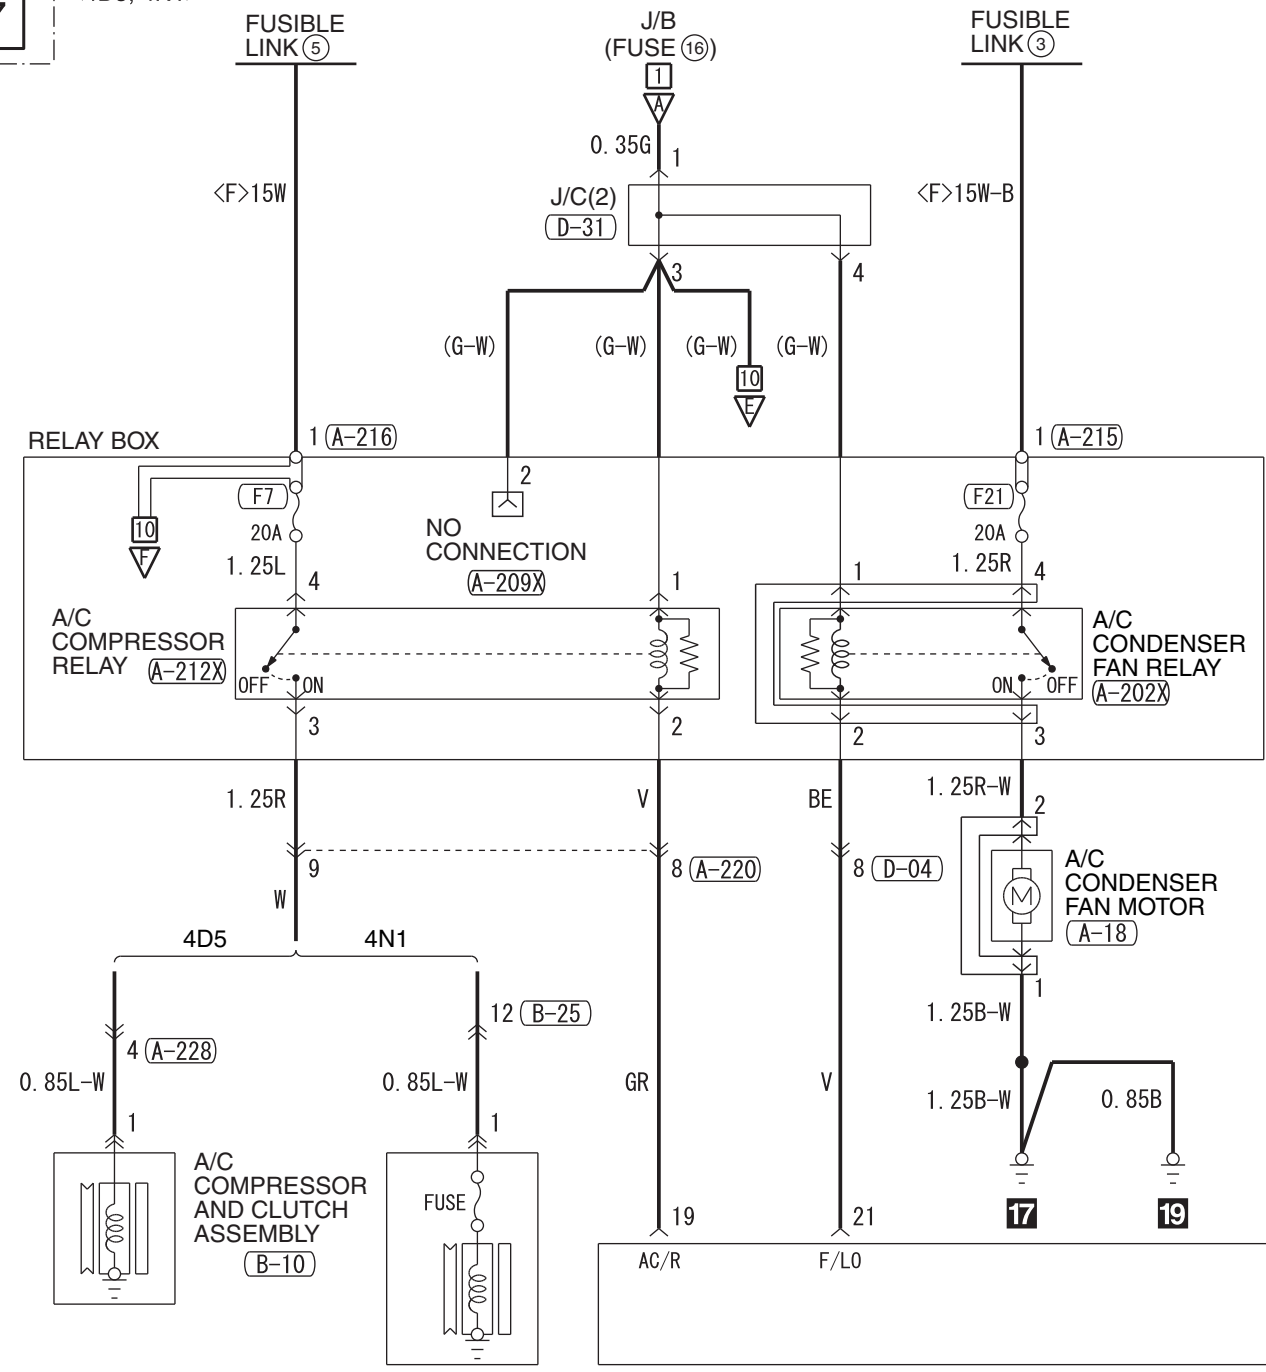 FUSIBLE
LINK 5
J/B
(FUSE 16)
FUSIBLE
LINK 3
1
A
0.35G
1
<F>15W
J/C(2)
D-31
<F>15W-B
3
4
(G-W)
(G-W)
(G-W)
(G-W)
10
E
RELAY BOX
1 A-216
1 A-215
2
F7
F21
10
F
20A
NO
CONNECTION
A-209X
20A
1.25L
4
1
1
1.25R
4
A/C
COMPRESSOR
RELAY A-212X
OFF
ON
A/C
CONDENSER
FAN RELAY
A-202X
ON
OFF
3
2
2
3
1.25R
V
BE
1.25R-W
2
9
8 A-220
8 D-04
A/C
CONDENSER
FAN MOTOR
A-18
M
W
4D5
4N1
1
12 B-25
1.25B-W
4 A-228
0.85L-W
0.85L-W
GR
V
1.25B-W
0.85B
1
1
A/C
COMPRESSOR
AND CLUTCH
ASSEMBLY
B-10
FUSE
19
21
17
19
AC/R
F/LO